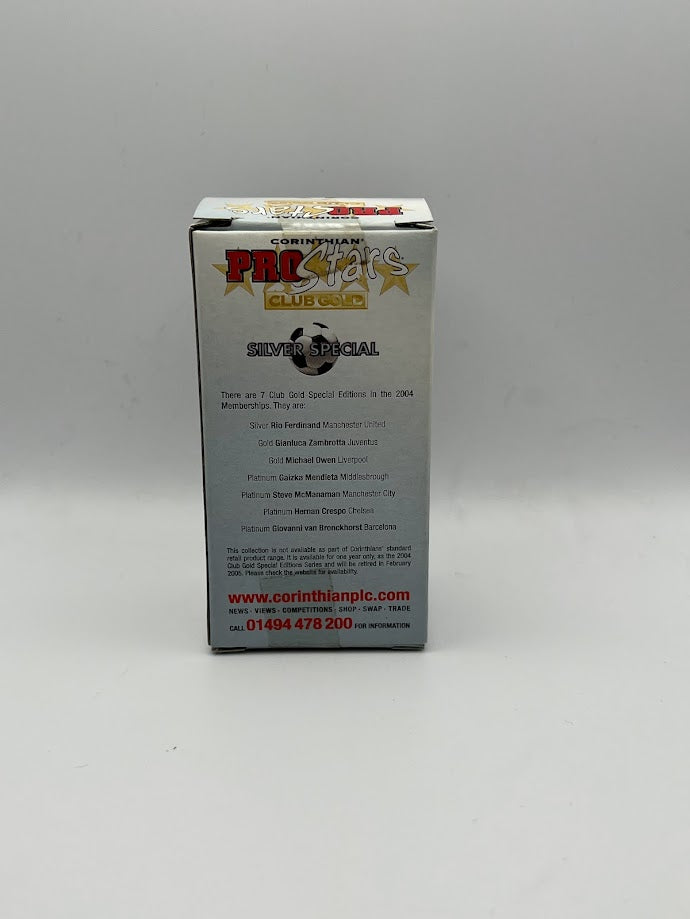 CORINTHIAN
PRO Stars
CLUB GOLD
CORINTHIAN®
PRO Stars
CLUB GOLD
SILVER SPECIAL
There are 7 Club Gold Special Editions in the 2004
Memberships. They are:
Silver Rio Ferdinand Manchester United
Gold Gianluca Zambrotta Juventus
Gold Michael Owen Liverpool
Platinum Gaizka Mendieta Middlesbrough
Platinum Steve McManaman Manchester City
Platinum Hernan Crespo Chelsea
Platinum Giovanni van Bronckhorst Barcelona
This collection is not available as part of Corinthians' standard
retail product range. It is available for one year only, as the 2004
Club Gold Special Editions Series and will be retired in February
2005. Please check the website for availability.
www.corinthianplc.com
NEWS - VIEWS - COMPETITIONS - SHOP - SWAP - TRADE
CALL 01494 478 200 FOR INFORMATION